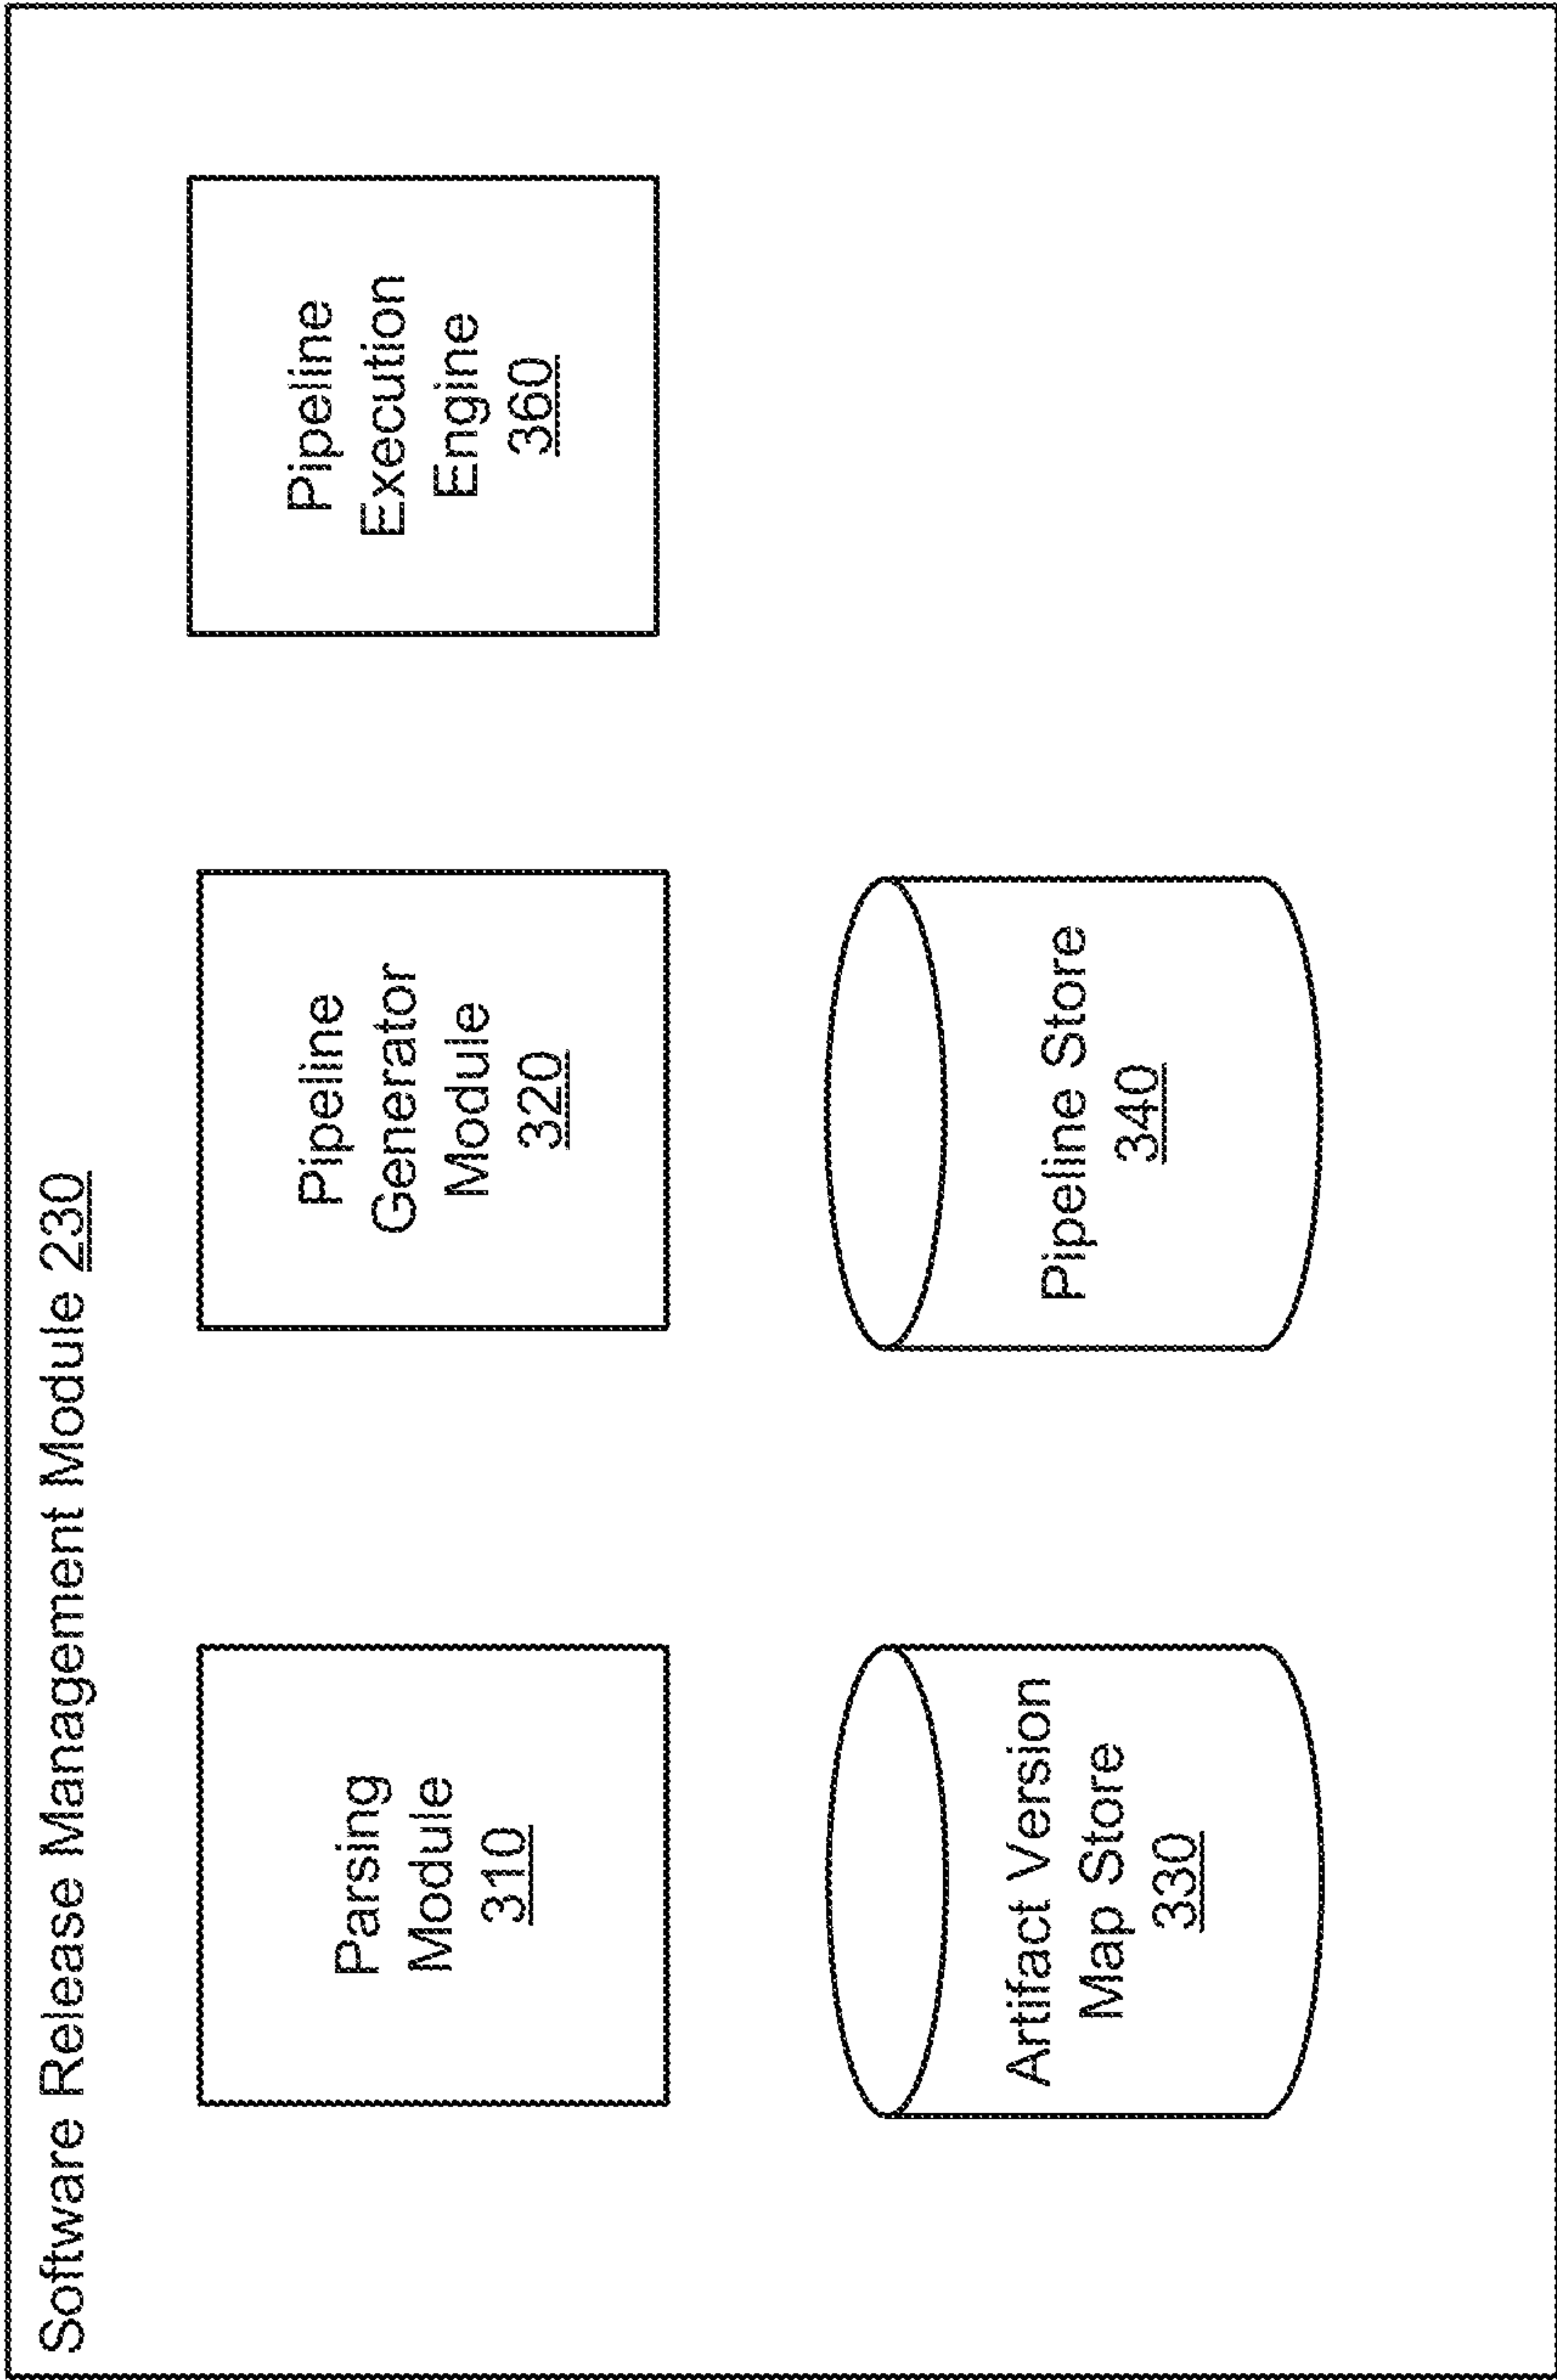 Software Release Management Module 230
Parsing
Module
310
Pipeline
Generator
Module
320
Pipeline
Execution
Engine
360
Artifact Version
Map Store
330
Pipeline Store
340